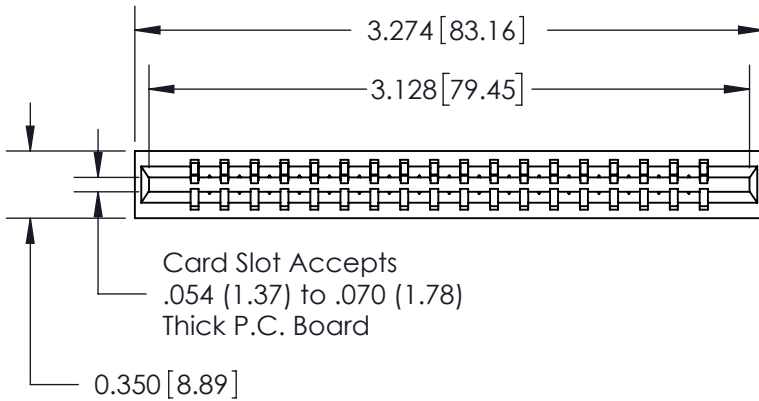 3.274 [83.16]
3.128 [79.45]
Card Slot Accepts
.054 (1.37) to .070 (1.78)
Thick P.C. Board
0.350 [8.89]